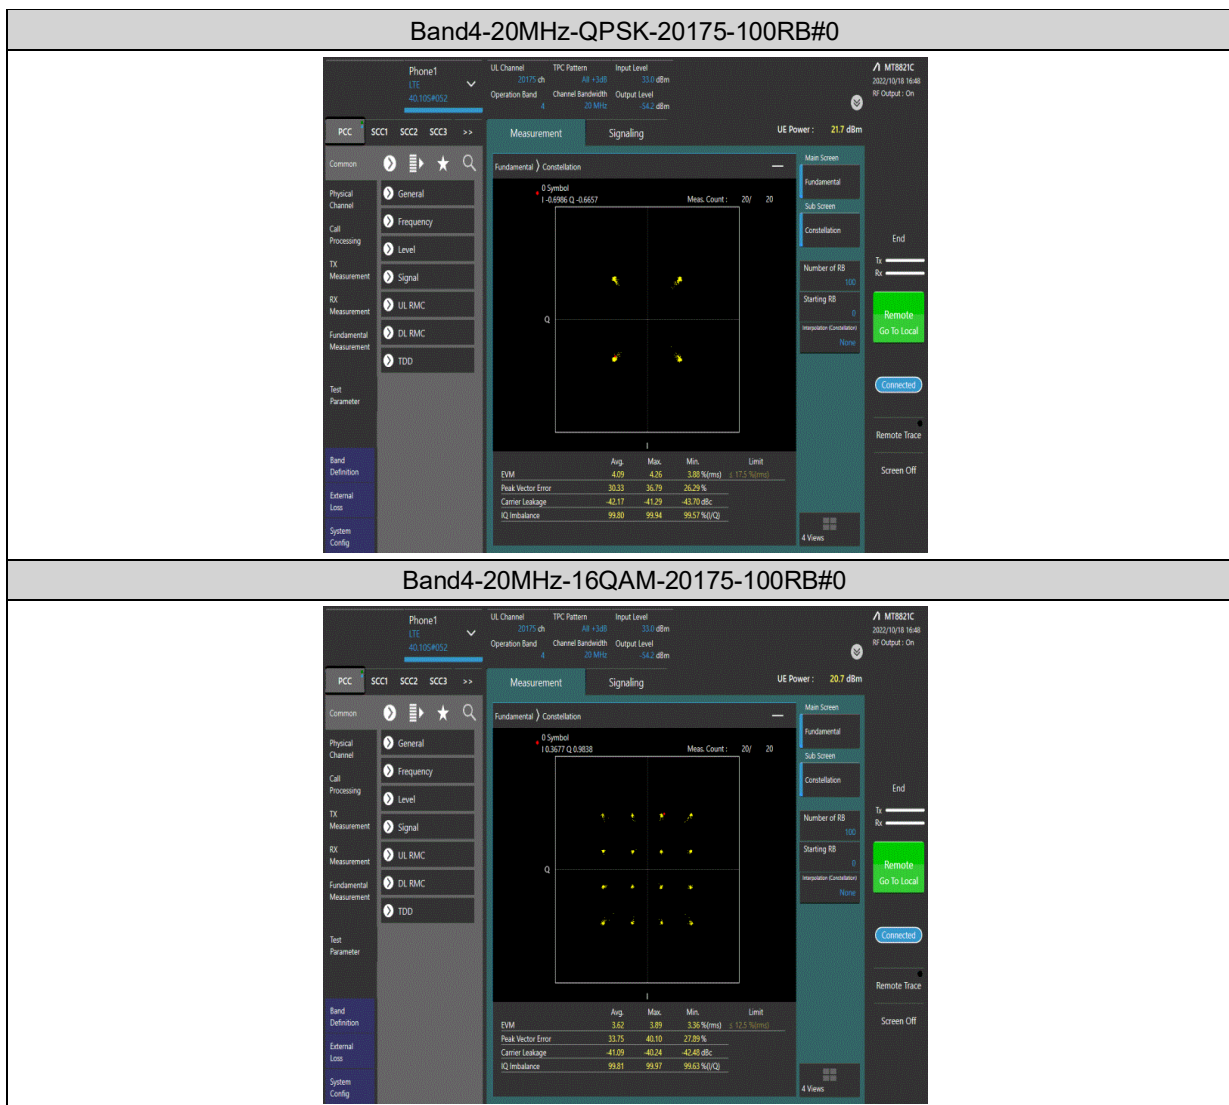 Band4-20MHz-QPSK-20175-100RB#0
Phone1
LTE
40.105#052
UL Channel TPC Pattern Input Level
20175 ch All +3dB 33.0 dBm
Operation Band Channel Bandwidth Output Level
4 20 MHz -54.2 dBm
MT8821C
2022/10/18 16:48
RF Output : On
PCC SCC1 SCC2 SCC3 >>
Measurement Signaling
UE Power : 21.7 dBm
Common
Physical Channel
Call Processing
TX Measurement
RX Measurement
Fundamental Measurement
Test Parameter
Band Definition
External Loss
System Config
General
Frequency
Level
Signal
UL RMC
DL RMC
TDD
Fundamental ⟩ Constellation
0 Symbol
I -0.6986 Q -0.6657 Meas. Count : 20/ 20
Q
I
Avg. Max. Min. Limit
EVM 4.09 4.26 3.88 %(rms) ≤ 17.5 %(rms)
Peak Vector Error 30.33 36.79 26.29 %
Carrier Leakage -42.17 -41.29 -43.70 dBc
IQ Imbalance 99.80 99.94 99.57 %(I/Q)
Main Screen
Fundamental
Sub Screen
Constellation
Number of RB
100
Starting RB
0
Interpolation (Constellation)
None
4 Views
End
Tx
Rx
Remote
Go To Local
Connected
Remote Trace
Screen Off
Band4-20MHz-16QAM-20175-100RB#0
Phone1
LTE
40.105#052
UL Channel TPC Pattern Input Level
20175 ch All +3dB 33.0 dBm
Operation Band Channel Bandwidth Output Level
4 20 MHz -54.2 dBm
MT8821C
2022/10/18 16:48
RF Output : On
PCC SCC1 SCC2 SCC3 >>
Measurement Signaling
UE Power : 20.7 dBm
Common
Physical Channel
Call Processing
TX Measurement
RX Measurement
Fundamental Measurement
Test Parameter
Band Definition
External Loss
System Config
General
Frequency
Level
Signal
UL RMC
DL RMC
TDD
Fundamental ⟩ Constellation
0 Symbol
I 0.3677 Q 0.9838 Meas. Count : 20/ 20
Q
I
Avg. Max. Min. Limit
EVM 3.62 3.89 3.36 %(rms) ≤ 12.5 %(rms)
Peak Vector Error 33.75 40.10 27.89 %
Carrier Leakage -41.09 -40.24 -42.48 dBc
IQ Imbalance 99.81 99.97 99.63 %(I/Q)
Main Screen
Fundamental
Sub Screen
Constellation
Number of RB
100
Starting RB
0
Interpolation (Constellation)
None
4 Views
End
Tx
Rx
Remote
Go To Local
Connected
Remote Trace
Screen Off